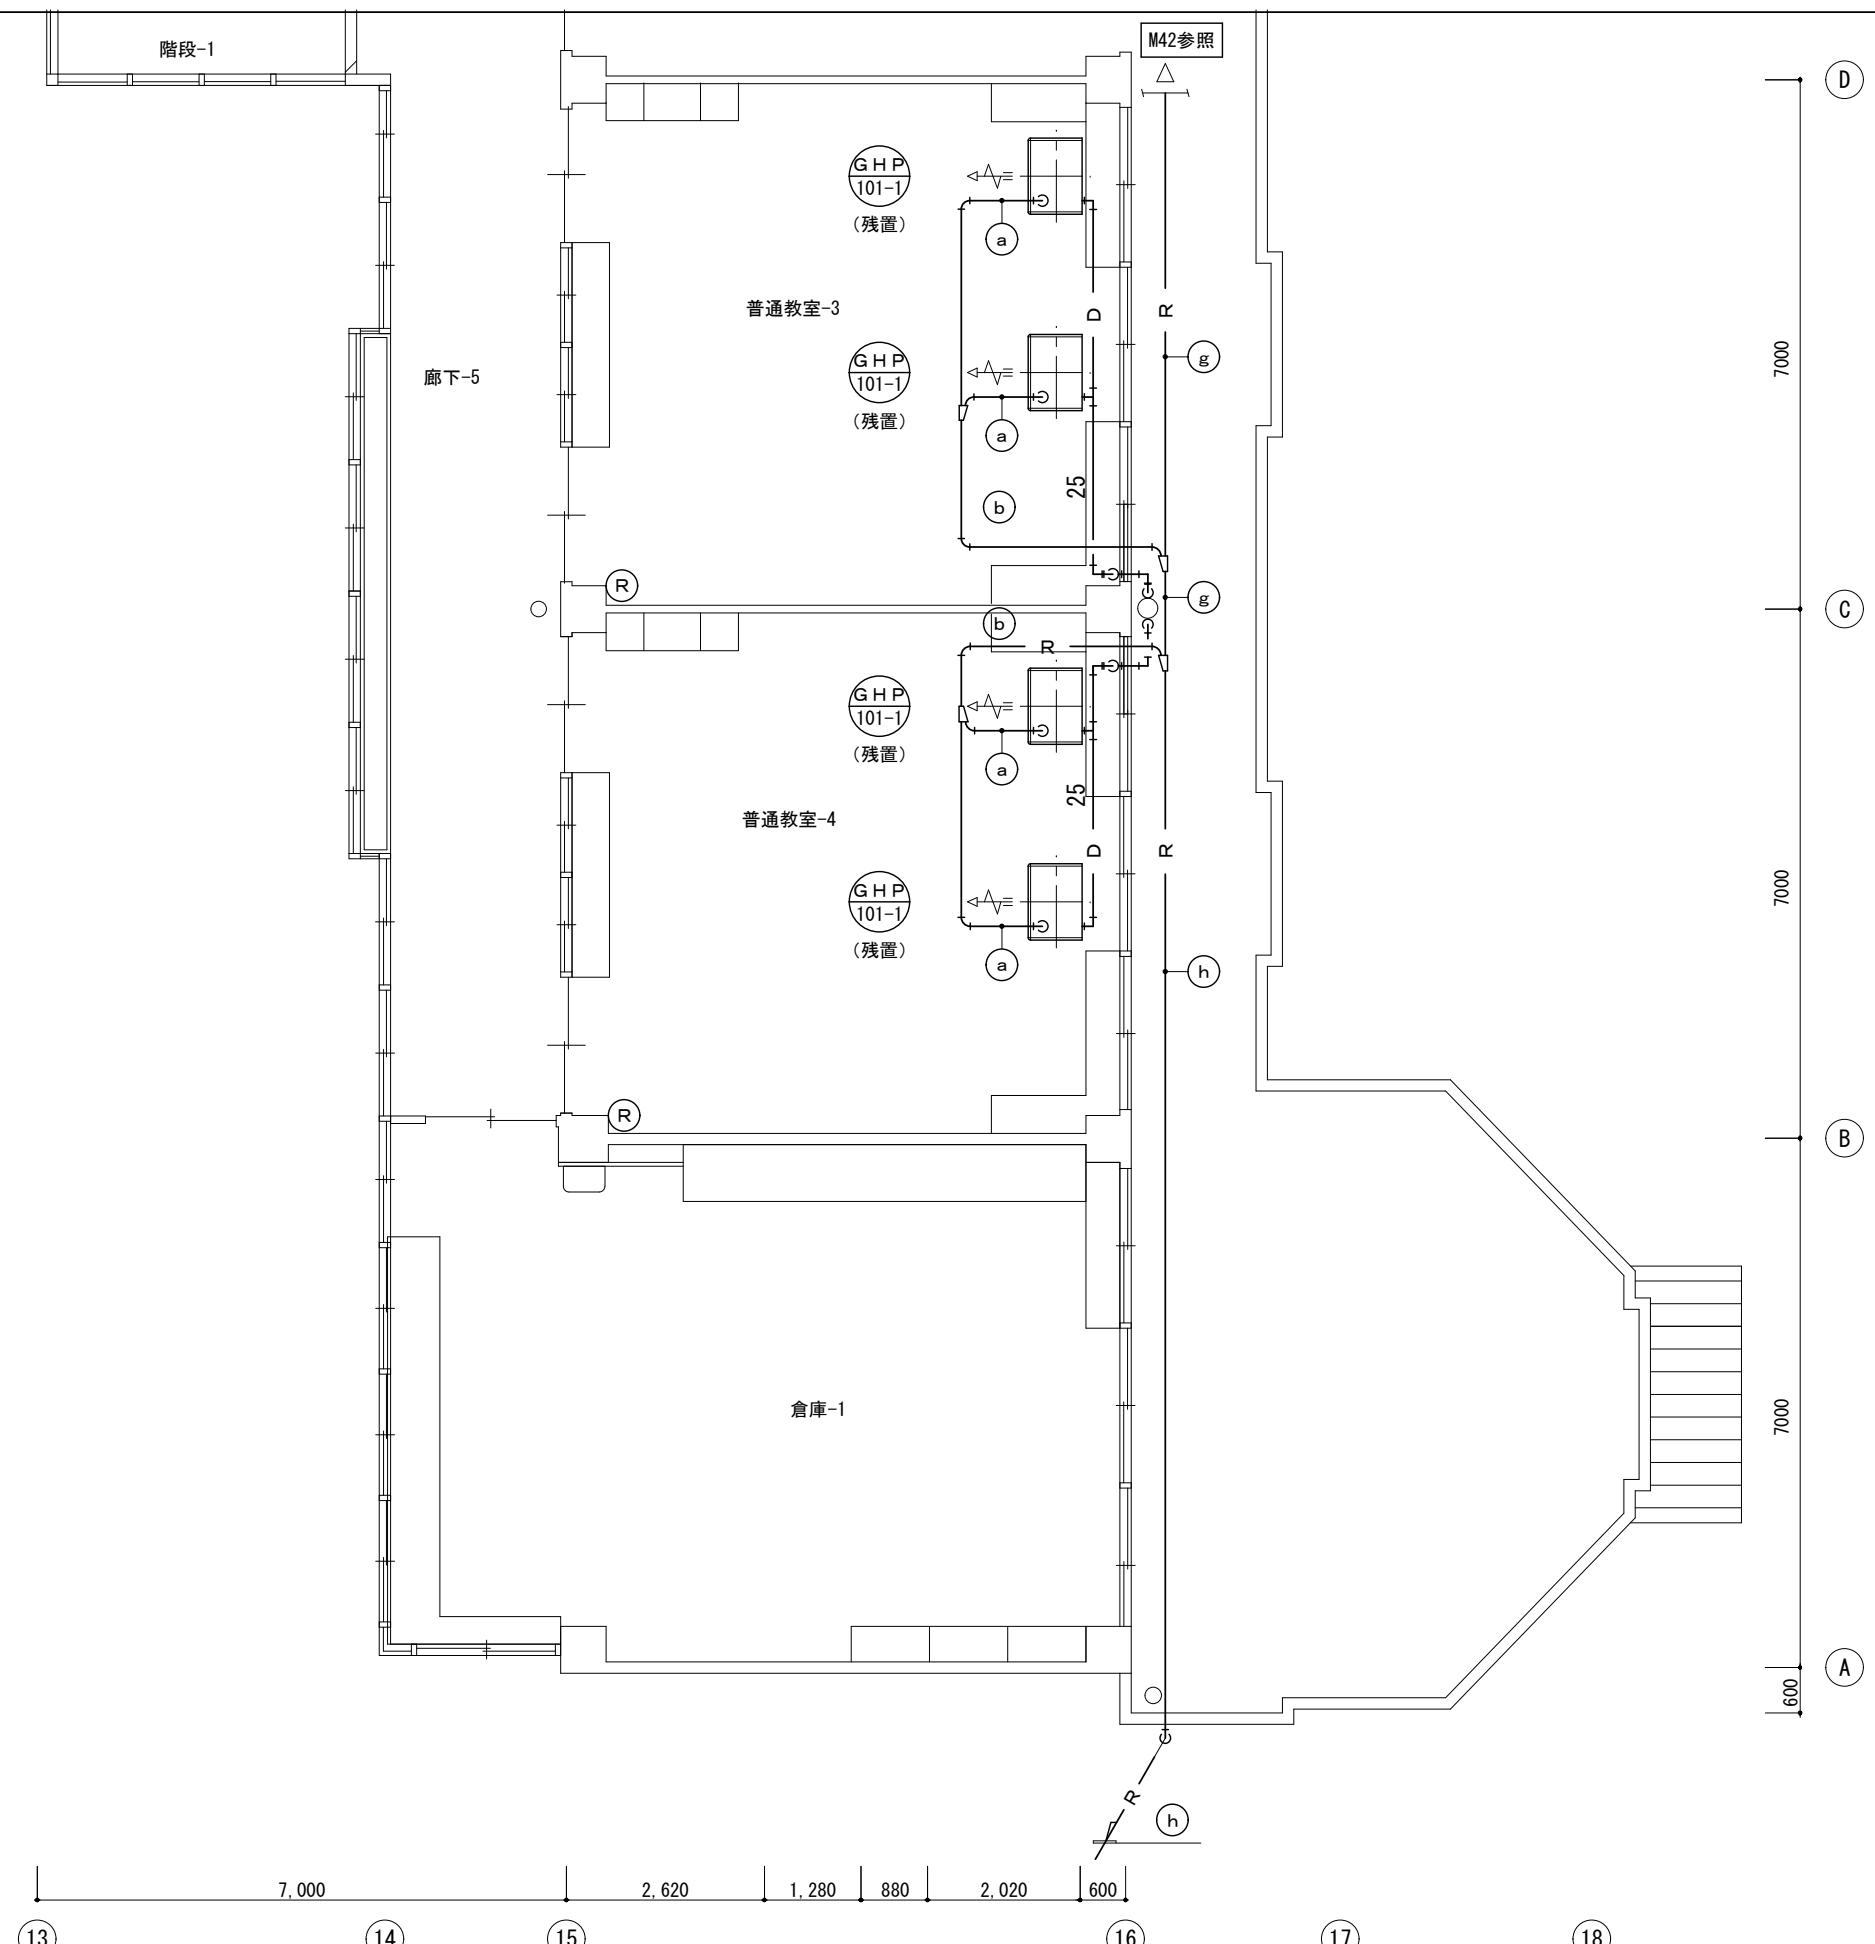 階段-1
M42参照
D
GHP
101-1
(残置)
a
普通教室-3
D
R
g
7000
廊下-5
GHP
101-1
(残置)
a
b
25
R
g
C
b
R
GHP
101-1
(残置)
a
25
普通教室-4
D
R
7000
GHP
101-1
(残置)
a
h
R
B
倉庫-1
7000
A
600
R
h
7,000
2,620
1,280
880
2,020
600
13
14
15
16
17
18